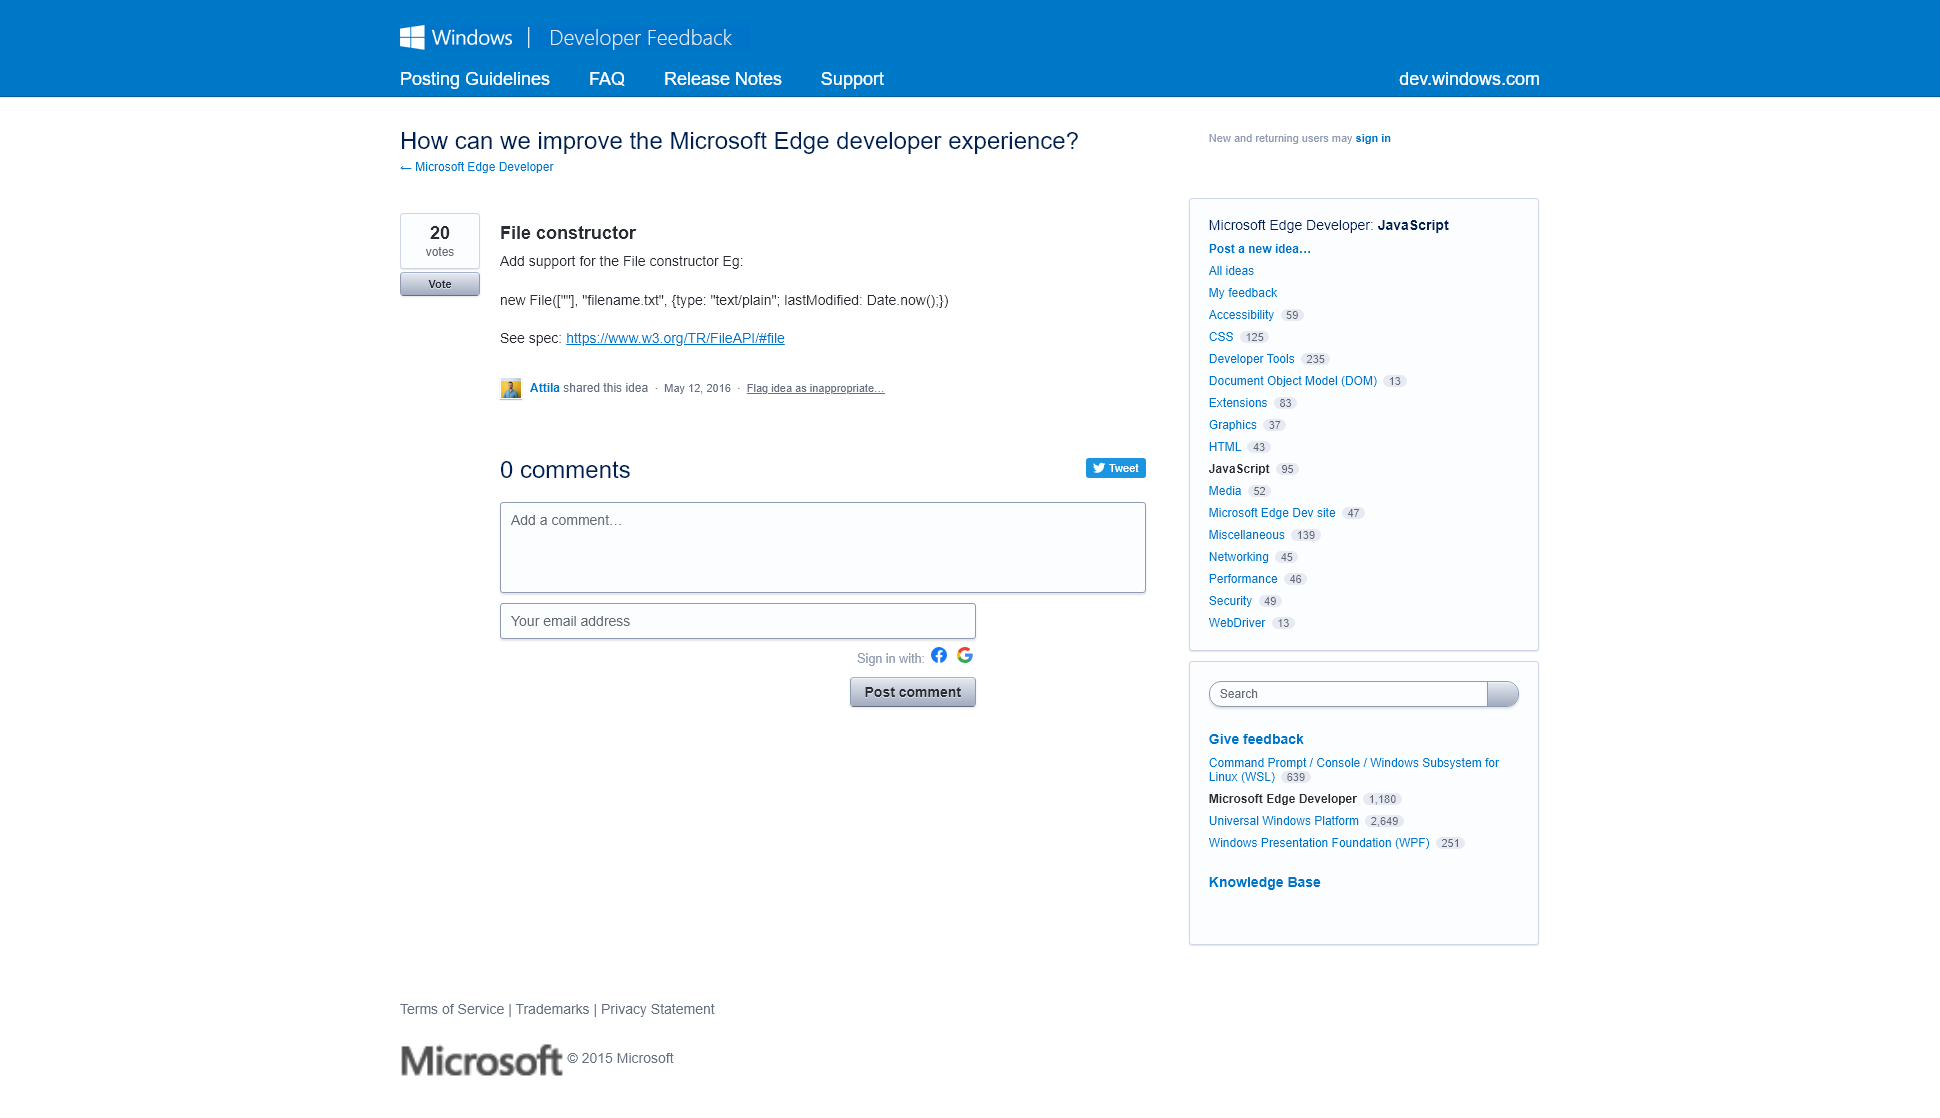 Windows | Developer Feedback
Posting Guidelines FAQ Release Notes Support dev.windows.com
How can we improve the Microsoft Edge developer experience?
← Microsoft Edge Developer
New and returning users may sign in
20
votes
Vote
File constructor
Add support for the File constructor Eg:
new File([""], "filename.txt", {type: "text/plain"; lastModified: Date.now();})
See spec: https://www.w3.org/TR/FileAPI/#file
Attila shared this idea · May 12, 2016 · Flag idea as inappropriate…
0 comments
Tweet
Add a comment…
Your email address
Sign in with:
Post comment
Microsoft Edge Developer: JavaScript
Post a new idea…
All ideas
My feedback
Accessibility 59
CSS 125
Developer Tools 235
Document Object Model (DOM) 13
Extensions 83
Graphics 37
HTML 43
JavaScript 95
Media 52
Microsoft Edge Dev site 47
Miscellaneous 139
Networking 45
Performance 46
Security 49
WebDriver 13
Search
Give feedback
Command Prompt / Console / Windows Subsystem for
Linux (WSL) 639
Microsoft Edge Developer 1,180
Universal Windows Platform 2,649
Windows Presentation Foundation (WPF) 251
Knowledge Base
Terms of Service | Trademarks | Privacy Statement
Microsoft © 2015 Microsoft